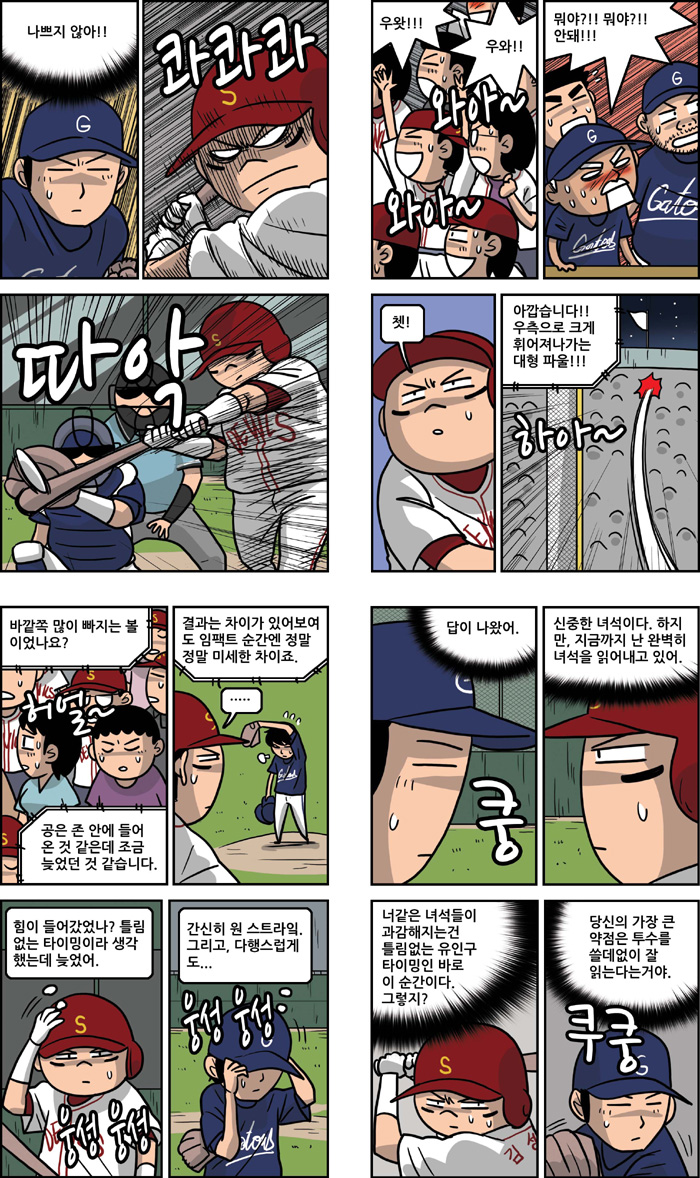 나쁘지 않아!!
G
콰콰콰
S
따악
S
DEVILS
우왓!!!
우와!!
와아~
와아~
뭐야?!! 뭐야?!!
안돼!!!
G
Gators
Gators
쳇!
아깝습니다!!
우측으로 크게
휘어져나가는
대형 파울!!!
하아~
바깥쪽 많이 빠지는 볼
이었나요?
허얼~
공은 존 안에 들어
온 것 같은데 조금
늦었던 것 같습니다.
결과는 차이가 있어보여
도 임팩트 순간엔 정말
정말 미세한 차이죠.
.....
S
Gators
힘이 들어갔었나? 틀림
없는 타이밍이라 생각
했는데 늦었어.
S
웅성 웅성
간신히 원 스트라잌.
그리고, 다행스럽게
도...
웅성 웅성
Gators
답이 나왔어.
G
쿵
신중한 녀석이다. 하지
만, 지금까지 난 완벽히
녀석을 읽어내고 있어.
S
너같은 녀석들이
과감해지는건
틀림없는 유인구
타이밍인 바로
이 순간이다.
그렇지?
S
당신의 가장 큰
약점은 투수를
쓸데없이 잘
읽는다는거야.
쿠쿵
G